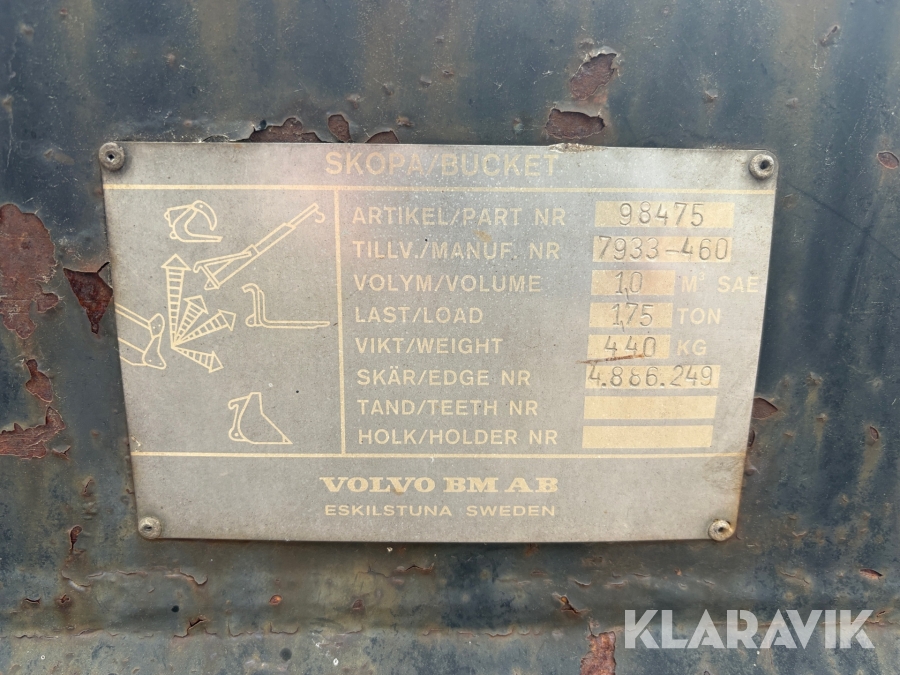 SKOPA/BUCKET
ARTIKEL/PART NR 98475
TILLV./MANUF. NR 7933-460
VOLYM/VOLUME 1,0 M³ SAE
LAST/LOAD 1,75 TON
VIKT/WEIGHT 440 KG
SKÄR/EDGE NR 4.886.249
TAND/TEETH NR
HOLK/HOLDER NR
VOLVO BM AB
ESKILSTUNA SWEDEN
KLARAVIK